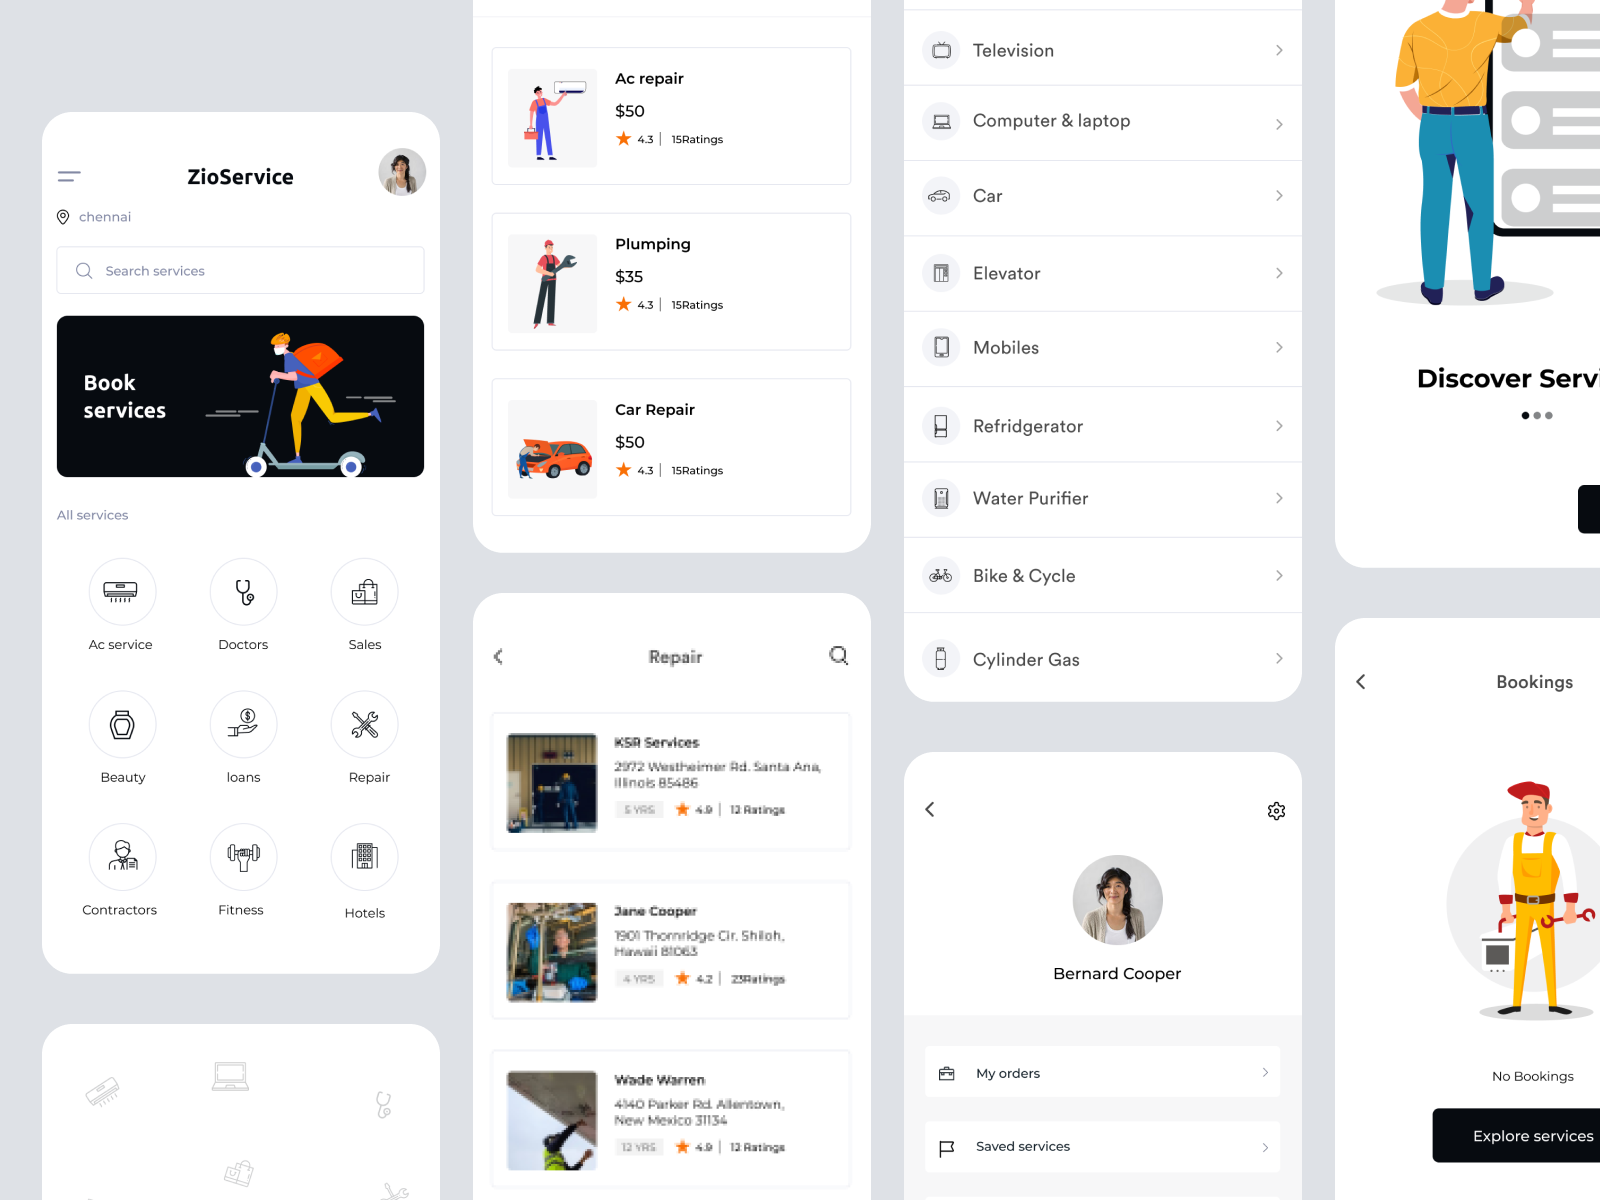 ZioService
chennai
Search services
Book
services
All services
Ac service
Doctors
Sales
Beauty
loans
Repair
Contractors
Fitness
Hotels
Ac repair
$50
4.3 | 15Ratings
Plumping
$35
4.3 | 15Ratings
Car Repair
$50
4.3 | 15Ratings
Repair
KSR Services
2972 Westheimer Rd. Santa Ana,
Illinois 85486
5 YRS 4.9 | 12 Ratings
Jane Cooper
1901 Thornridge Cir. Shiloh,
Hawaii 81063
4 YRS 4.2 | 23Ratings
Wade Warren
4140 Parker Rd. Allentown,
New Mexico 31134
12 YRS 4.9 | 12 Ratings
Television
Computer & laptop
Car
Elevator
Mobiles
Refridgerator
Water Purifier
Bike & Cycle
Cylinder Gas
Bernard Cooper
My orders
Saved services
Discover Servi
Bookings
No Bookings
Explore services